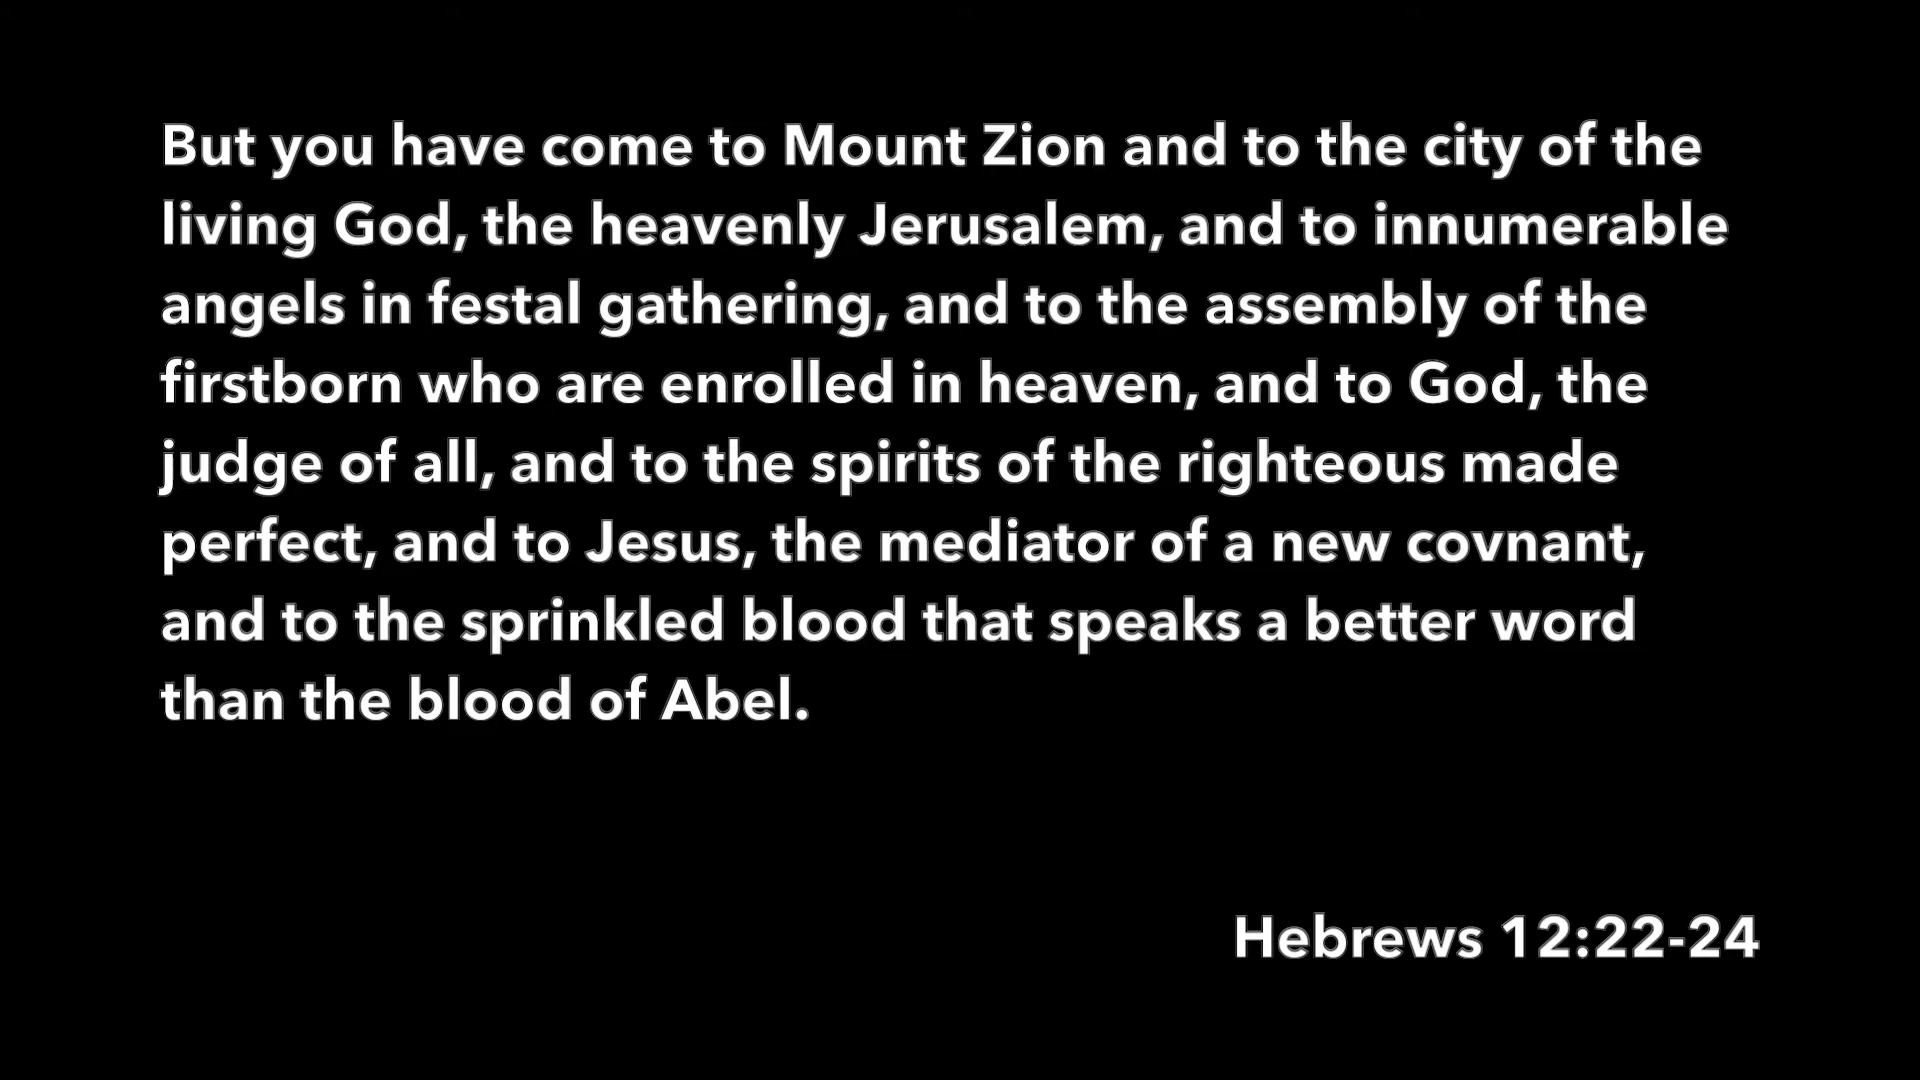 But you have come to Mount Zion and to the city of the
living God, the heavenly Jerusalem, and to innumerable
angels in festal gathering, and to the assembly of the
firstborn who are enrolled in heaven, and to God, the
judge of all, and to the spirits of the righteous made
perfect, and to Jesus, the mediator of a new covnant,
and to the sprinkled blood that speaks a better word
than the blood of Abel.
Hebrews 12:22-24